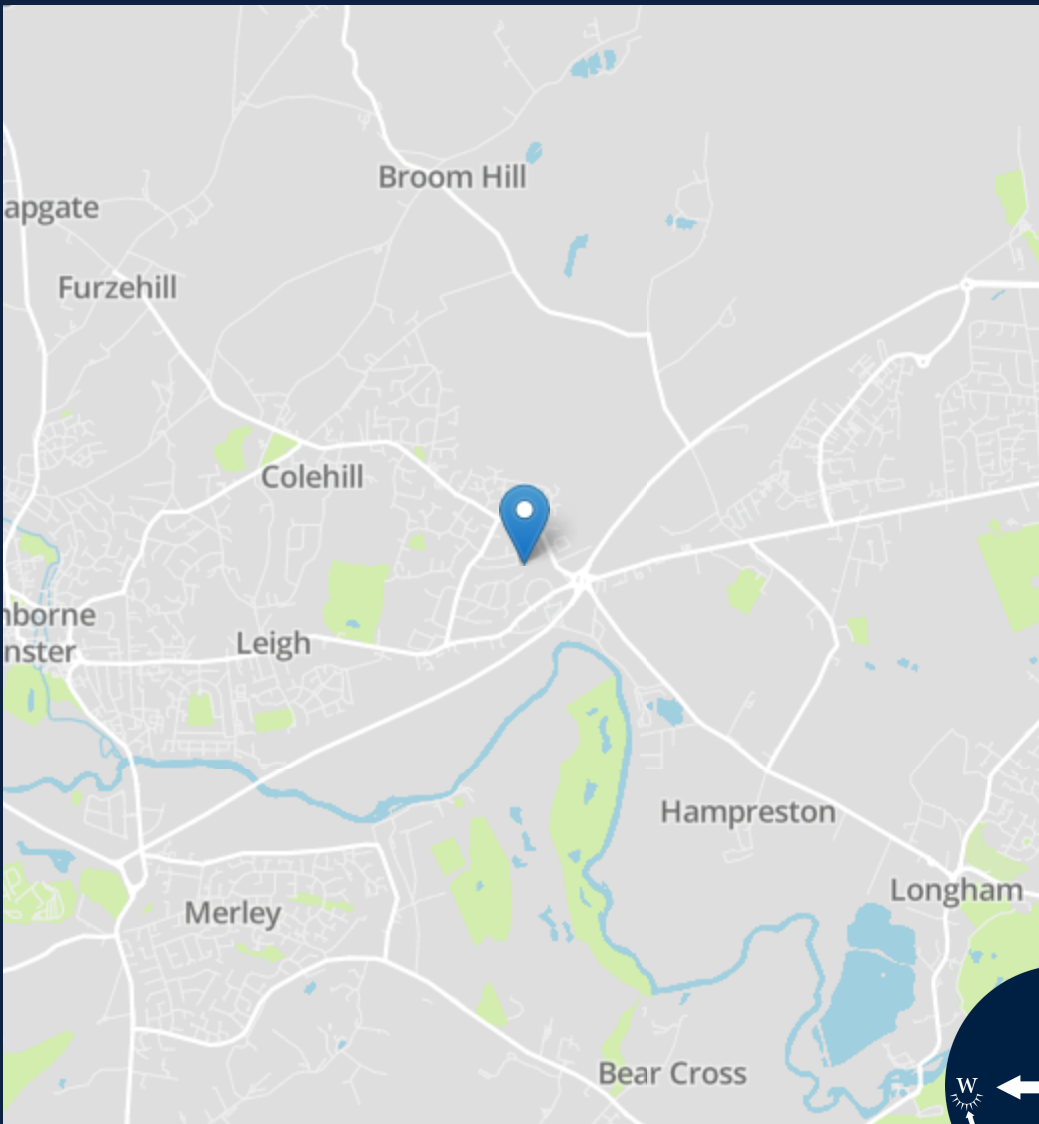 Broom Hill
apgate
Furzehill
Colehill
nborne
nster
Leigh
Hampreston
Longham
Merley
Bear Cross
W